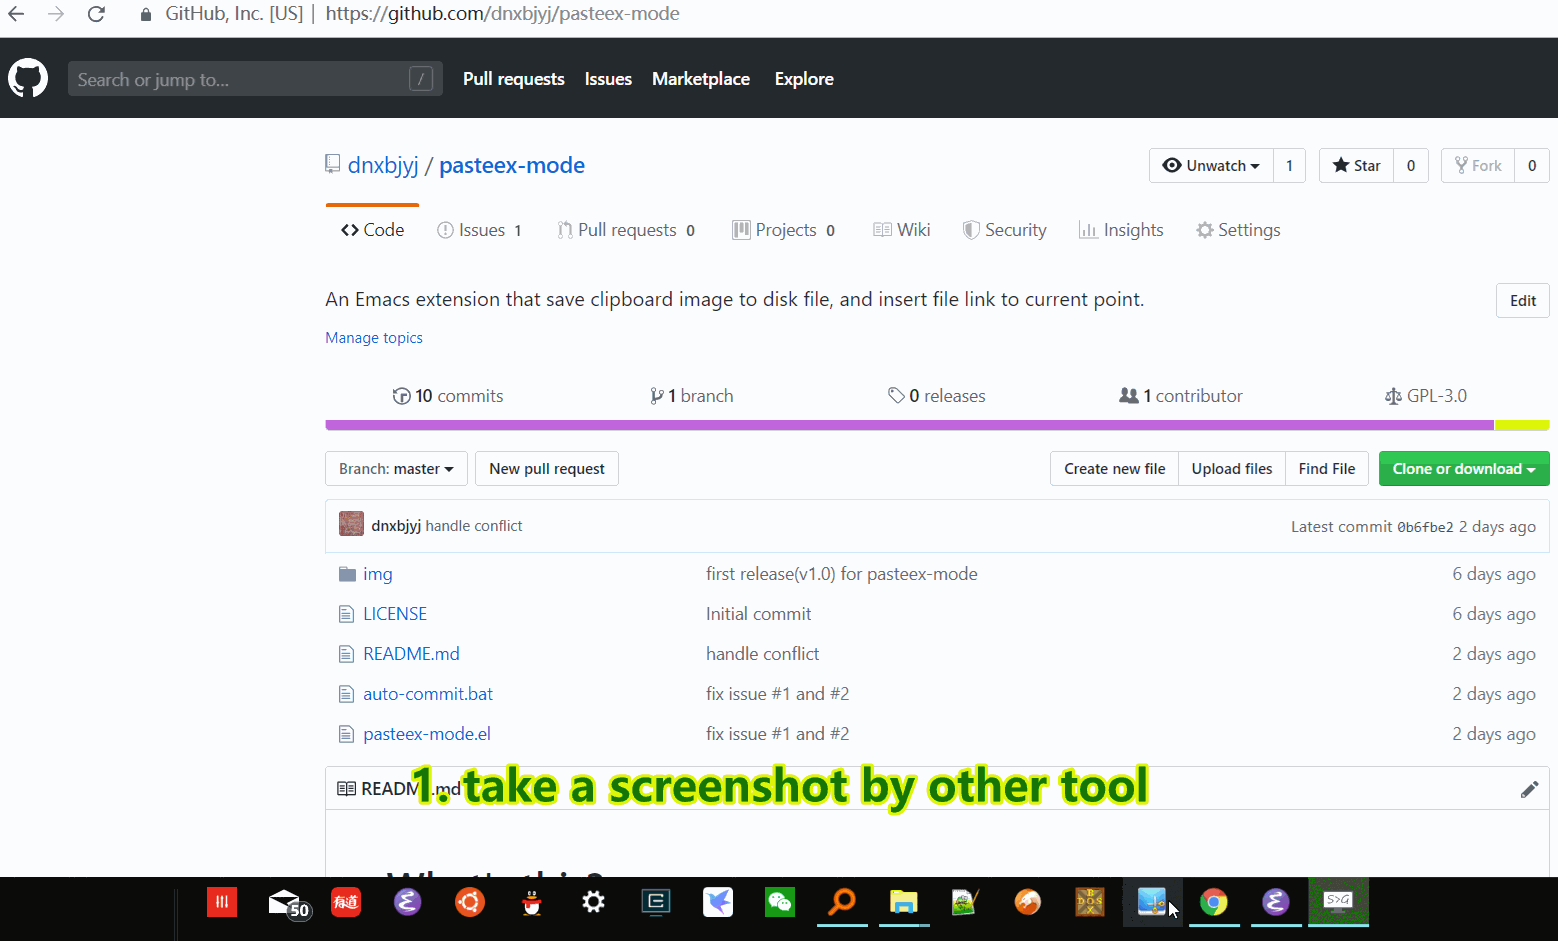 GitHub, Inc. [US] | https://github.com/dnxbjyj/pasteex-mode
Search or jump to... / Pull requests Issues Marketplace Explore
dnxbjyj / pasteex-mode Unwatch 1 Star 0 Fork 0
Code Issues 1 Pull requests 0 Projects 0 Wiki Security Insights Settings
An Emacs extension that save clipboard image to disk file, and insert file link to current point. Edit
Manage topics
10 commits 1 branch 0 releases 1 contributor GPL-3.0
Branch: master New pull request Create new file Upload files Find File Clone or download
dnxbjyj handle conflict Latest commit 0b6fbe2 2 days ago
img first release(v1.0) for pasteex-mode 6 days ago
LICENSE Initial commit 6 days ago
README.md handle conflict 2 days ago
auto-commit.bat fix issue #1 and #2 2 days ago
pasteex-mode.el fix issue #1 and #2 2 days ago
README.md
1. take a screenshot by other tool
What's this?
50 有道 DOS S>G